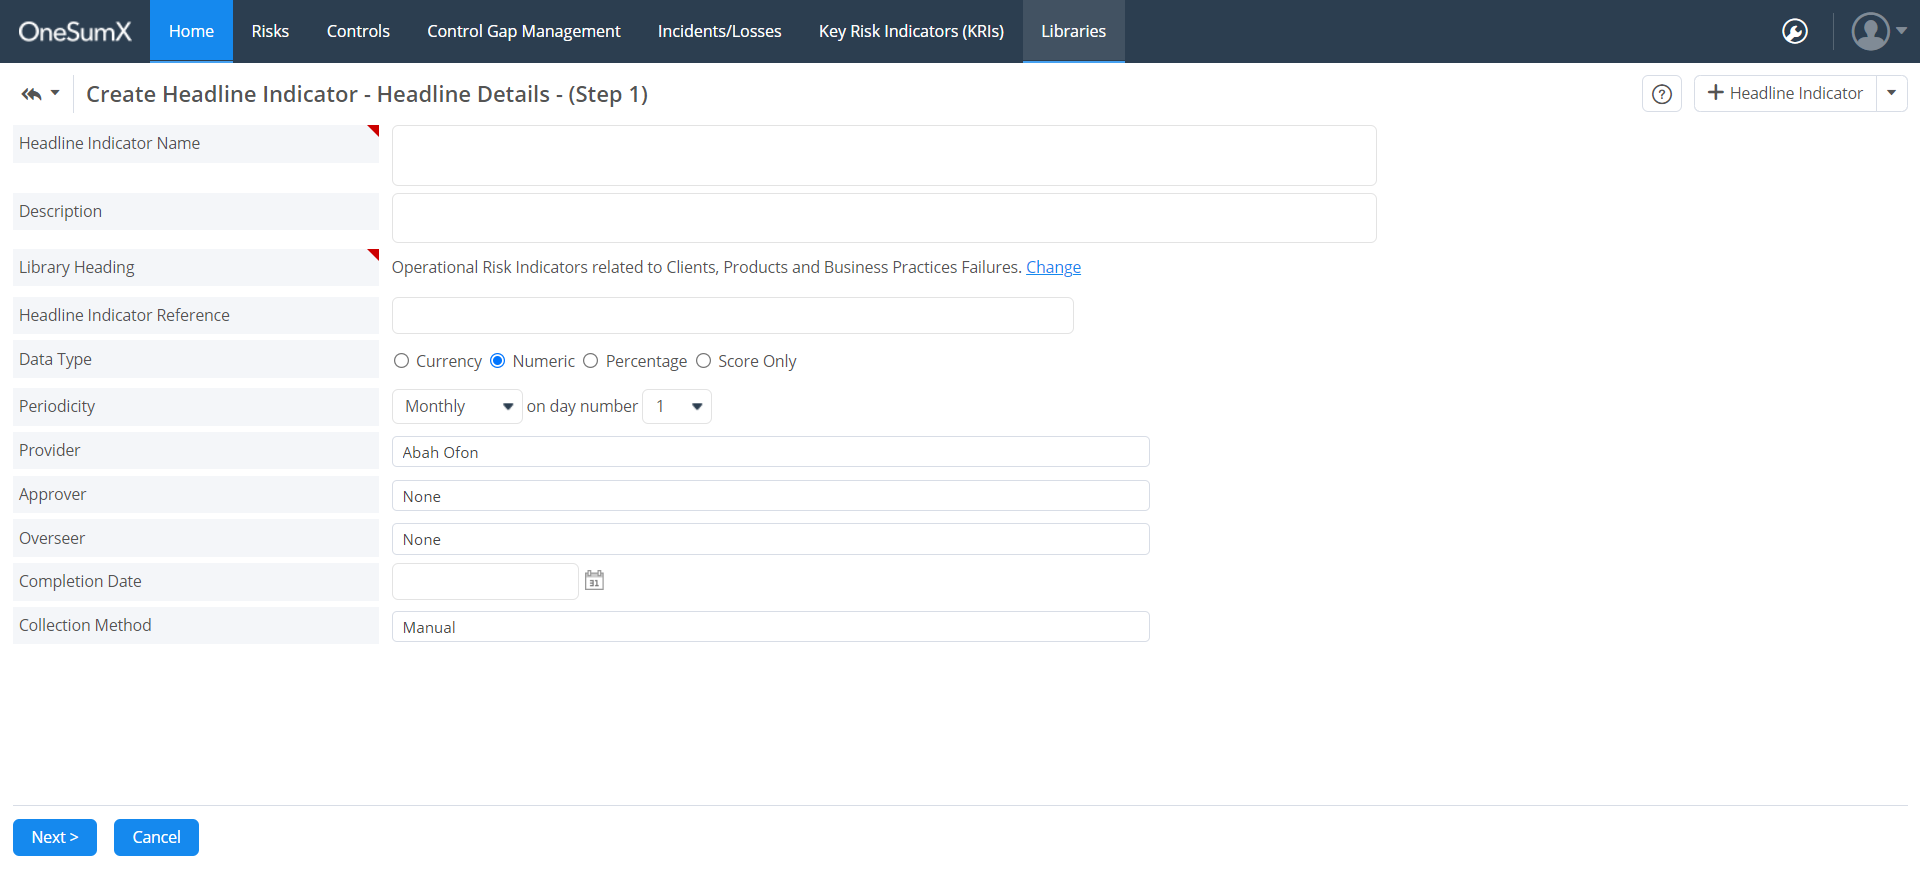 OneSumX Home Risks Controls Control Gap Management Incidents/Losses Key Risk Indicators (KRIs) Libraries
Create Headline Indicator - Headline Details - (Step 1) ? + Headline Indicator
Headline Indicator Name
Description
Library Heading Operational Risk Indicators related to Clients, Products and Business Practices Failures. Change
Headline Indicator Reference
Data Type Currency Numeric Percentage Score Only
Periodicity Monthly on day number 1
Provider Abah Ofon
Approver None
Overseer None
Completion Date 31
Collection Method Manual
Next > Cancel